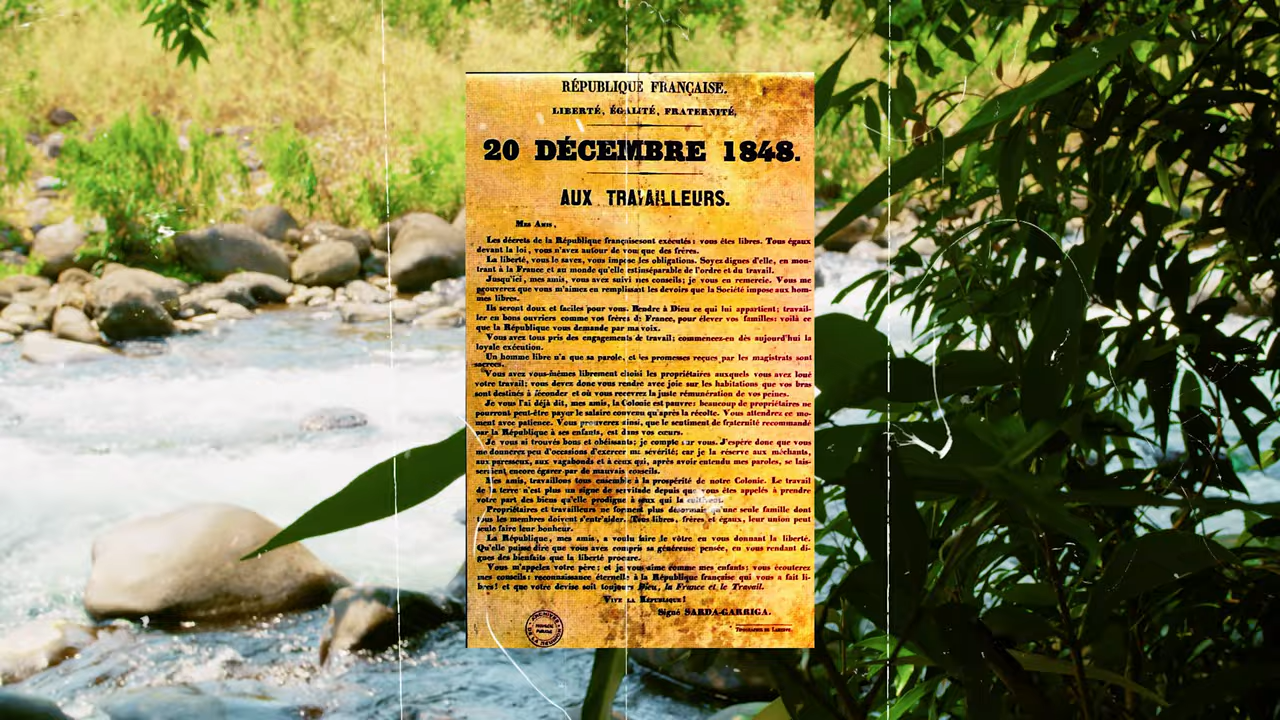 RÉPUBLIQUE FRANÇAISE.
LIBERTÉ, ÉGALITÉ, FRATERNITÉ,
20 DÉCEMBRE 1848.
AUX TRAVAILLEURS.
Mes Amis,
Les décrets de la République françaisesont exécutés: vous êtes libres. Tous égaux
devant la loi, vous n'avez autour de vous que des frères.
La liberté, vous le savez, vous impose les obligations. Soyez dignes d'elle, en mon-
trant à la France et au monde qu'elle est inséparable de l'ordre et du travail.
Jusqu'ici, mes amis, vous avez suivi mes conseils; je vous en remercie. Vous me
prouverez que vous m'aimez en remplissant les devoirs que la Société impose aux hom-
mes libres.
Ils seront doux et faciles pour vous. Rendre à Dieu ce qui lui appartient; travail-
ler en bons ouvriers comme vos frères de France, pour élever vos familles: voilà ce
que la République vous demande par ma voix.
Vous avez tous pris des engagements de travail; commencez-en dès aujourd'hui la
loyale exécution.
Un homme libre n'a que sa parole, et les promesses reçues par les magistrats sont
sacrées.
Vous avez vous-mêmes librement choisi les propriétaires auxquels vous avez loué
votre travail; vous devez donc vous rendre avec joie sur les habitations que vos bras
sont destinés à féconder et où vous recevrez la juste rémunération de vos peines.
Je vous l'ai déjà dit, mes amis, la Colonie est pauvre: beaucoup de propriétaires ne
pourront peut-être payer le salaire convenu qu'après la récolte. Vous attendrez ce mo-
ment avec patience. Vous prouverez ainsi, que le sentiment de fraternité recommandé
par la République à ses enfants, est dans vos cœurs.
Je vous ai trouvés bons et obéissants; je compte sur vous. J'espère donc que vous
me donnerez peu d'occasions d'exercer ma sévérité; car je la réserve aux méchants,
aux paresseux, aux vagabonds et à ceux qui, après avoir entendu mes paroles, se lais-
seraient encore égarer par de mauvais conseils.
Mes amis, travaillons tous ensemble à la prospérité de notre Colonie. Le travail
de la terre n'est plus un signe de servitude depuis que vous êtes appelés à prendre
votre part des biens qu'elle prodigue à ceux qui la cultivent.
Propriétaires et travailleurs ne forment plus désormais qu'une seule famille dont
tous les membres doivent s'entr'aider. Tous libres, frères et égaux, leur union peut
seule faire leur bonheur.
La République, mes amis, a voulu faire le vôtre en vous donnant la liberté.
Qu'elle puisse dire que vous avez compris sa généreuse pensée, en vous rendant di-
gnes des bienfaits que la liberté procure.
Vous m'appelez votre père; et je vous aime comme mes enfants; vous écouterez
mes conseils: reconnaissance éternelle à la République française qui vous a fait li-
bres! et que votre devise soit toujours Dieu, la France et le Travail.
Vive la République!
Signé SARDA-GARRIGA.